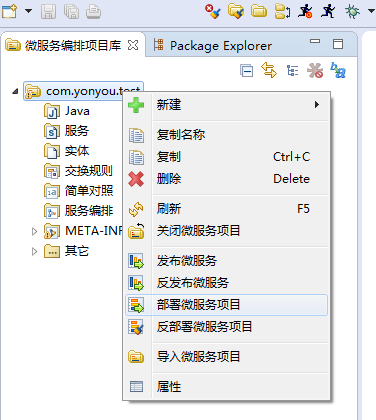 微服务编排项目库
Package Explorer
com.yonyou.test
Java
服务
实体
交换规则
简单对照
服务编排
META-INF
其它
新建
复制名称
复制 Ctrl+C
删除 Delete
刷新 F5
关闭微服务项目
发布微服务
反发布微服务
部署微服务项目
反部署微服务项目
导入微服务项目
属性